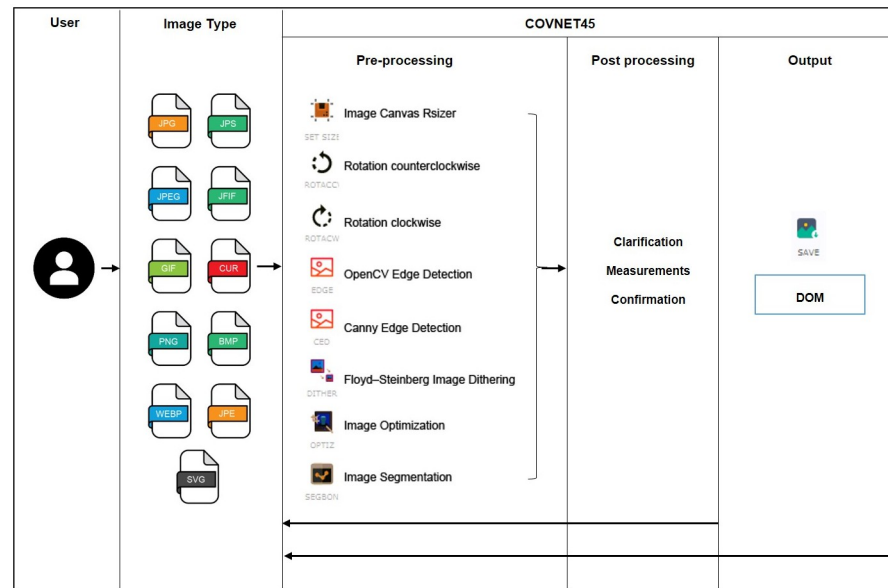 User
Image Type
COVNET45
Pre-processing
Post processing
Output
JPG
JPS
JPEG
JFIF
GIF
CUR
PNG
BMP
WEBP
JPE
SVG
Image Canvas Rsizer
SET SIZE
Rotation counterclockwise
ROTACC
Rotation clockwise
ROTACW
OpenCV Edge Detection
EDGE
Canny Edge Detection
CED
Floyd–Steinberg Image Dithering
DITHER
Image Optimization
OPTIZ
Image Segmentation
SEGBON
Clarification
Measurements
Confirmation
SAVE
DOM